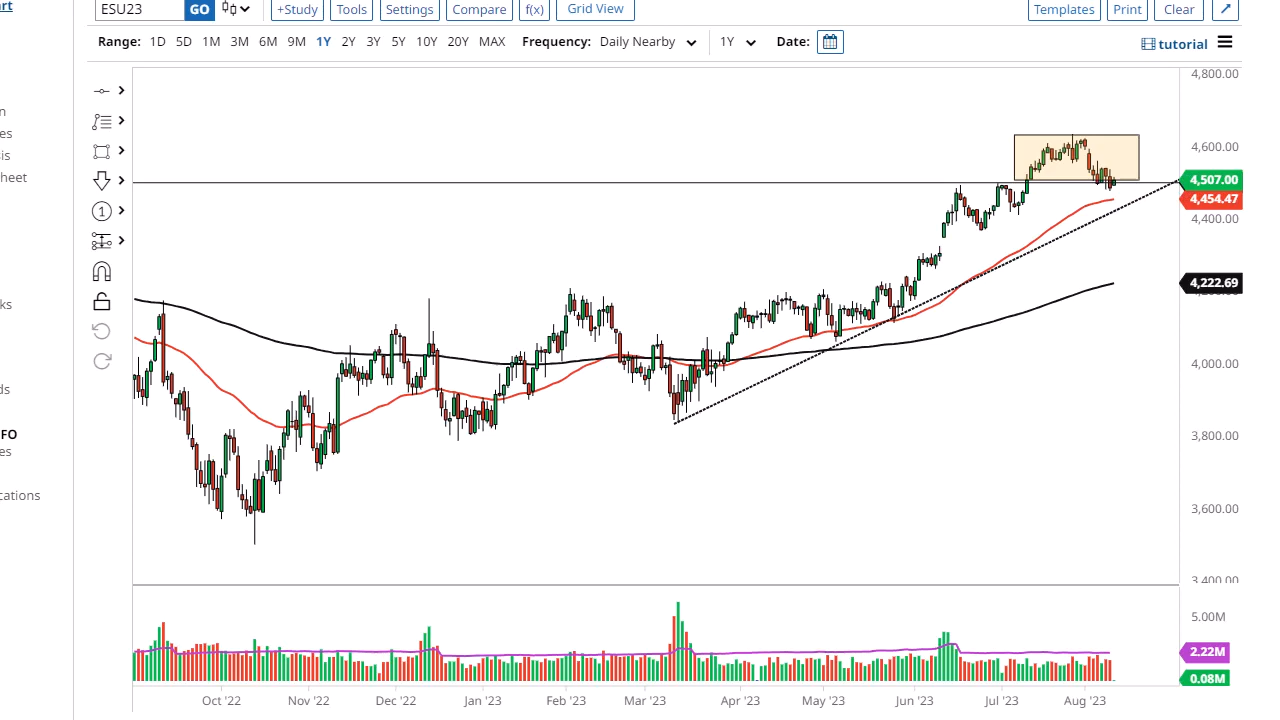 art
ESU23 GO +Study Tools Settings Compare f(x) Grid View Templates Print Clear
Range: 1D 5D 1M 3M 6M 9M 1Y 2Y 3Y 5Y 10Y 20Y MAX Frequency: Daily Nearby 1Y Date: tutorial
4,800.00
n
es
sis
heet
1
4,600.00
4,507.00
4,454.47
4,400.00
4,222.69
ks
4,000.00
ds
FO
es
3,800.00
cations
3,600.00
3,400.00
5.00M
2.22M
0.08M
Oct '22 Nov '22 Dec '22 Jan '23 Feb '23 Mar '23 Apr '23 May '23 Jun '23 Jul '23 Aug '23